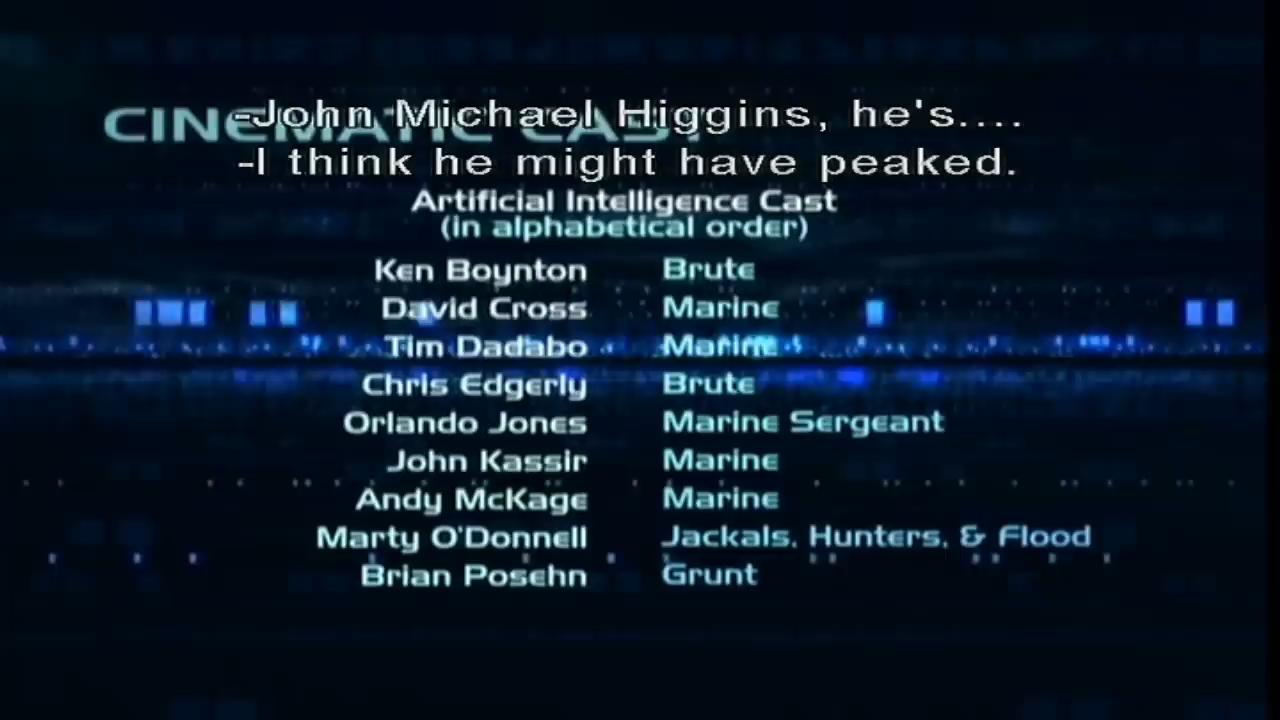 CINEMATIC CAST
-John Michael Higgins, he's....
-I think he might have peaked.
Artificial Intelligence Cast
(in alphabetical order)
Ken Boynton Brute
David Cross Marine
Tim Dadabo Marine
Chris Edgerly Brute
Orlando Jones Marine Sergeant
John Kassir Marine
Andy McKage Marine
Marty O'Donnell Jackals, Hunters, & Flood
Brian Posehn Grunt